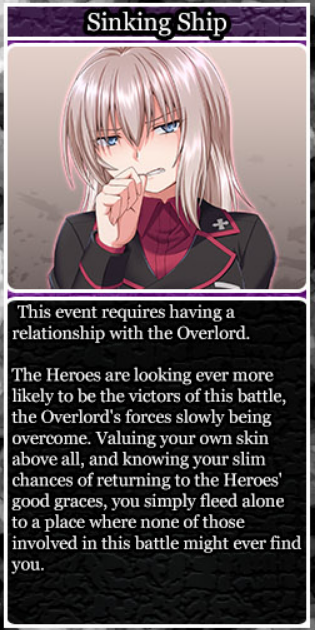 Sinking Ship
This event requires having a
relationship with the Overlord.
The Heroes are looking ever more
likely to be the victors of this battle,
the Overlord's forces slowly being
overcome. Valuing your own skin
above all, and knowing your slim
chances of returning to the Heroes'
good graces, you simply fleed alone
to a place where none of those
involved in this battle might ever find
you.